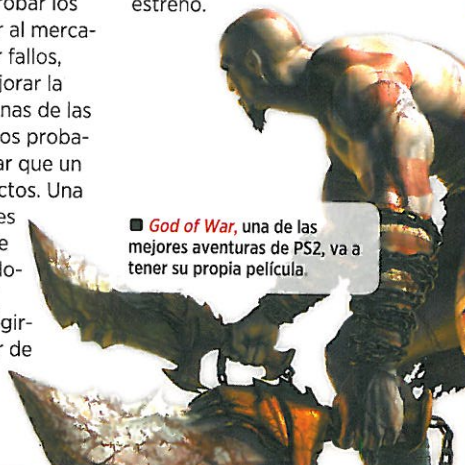 robar los
r al merca-
r fallos,
jorar la
nas de las
os proba-
ar que un
ctos. Una
es
e
lo-
gir-
r de
estreno.
God of War, una de las
mejores aventuras de PS2, va a
tener su propia película.